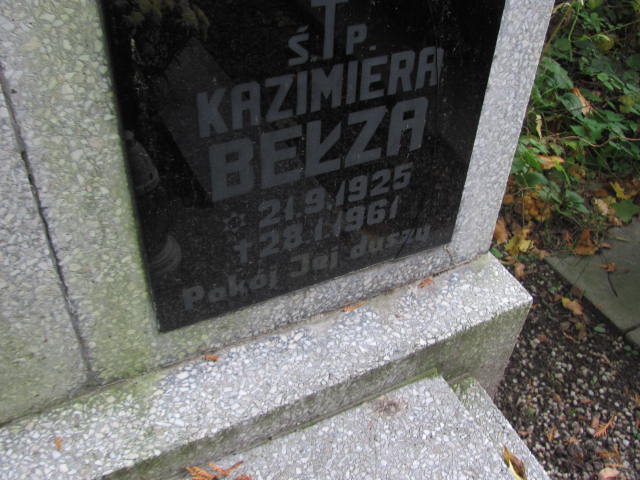 Ś. P.
KAZIMIERA
BEŁZA
21.9.1925
28.1.1961
Pokój Jej duszy